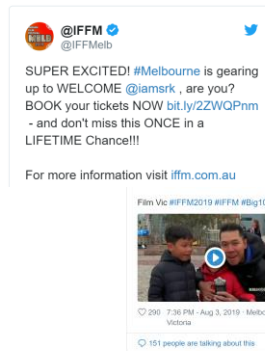 @IFFM
@IFFMelb
SUPER EXCITED! #Melbourne is gearing
up to WELCOME @iamsrk , are you?
BOOK your tickets NOW bit.ly/2ZWQPnm
- and don't miss this ONCE in a
LIFETIME Chance!!!
For more information visit iffm.com.au
Film Vic #IFFM2019 #IFFM #Big10
290 7:36 PM - Aug 3, 2019 · Melbo
Victoria
151 people are talking about this